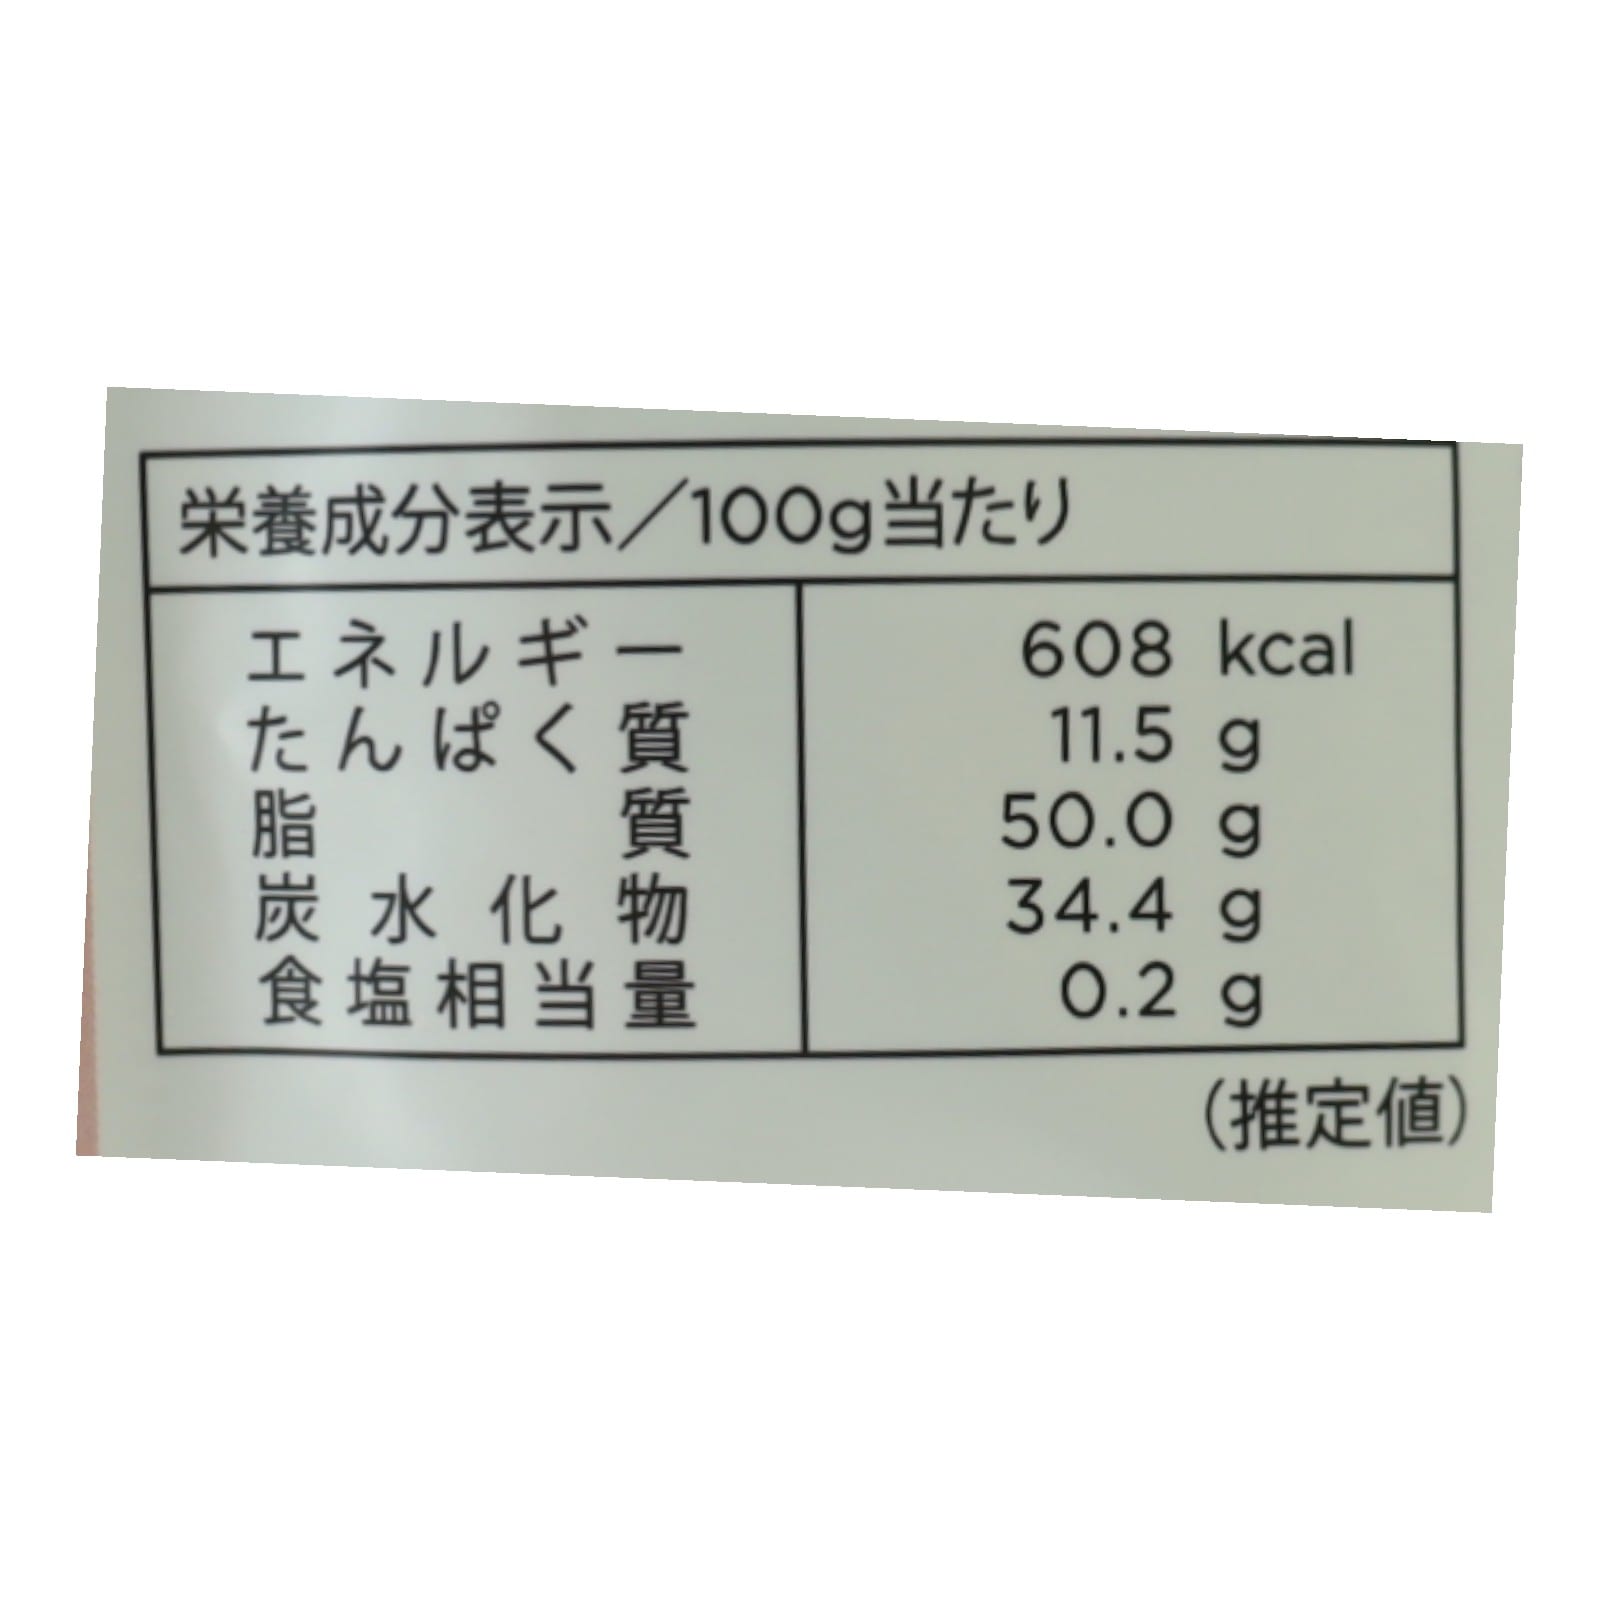 栄養成分表示／100g当たり
エネルギー 608 kcal
たんぱく質 11.5 g
脂質 50.0 g
炭水化物 34.4 g
食塩相当量 0.2 g
(推定値)